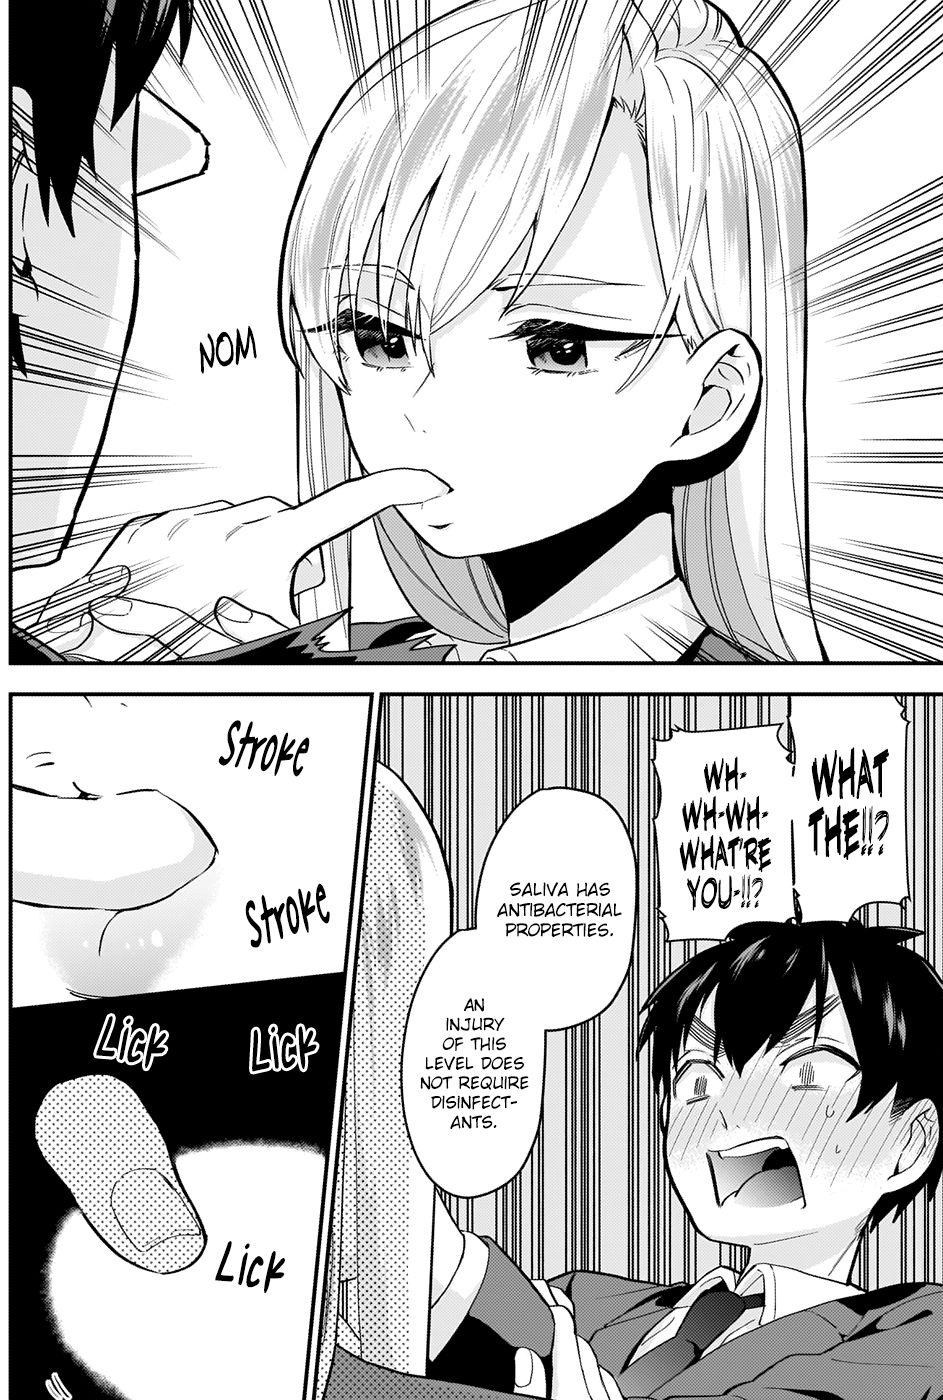 NOM
WHAT
THE!!?
WH-
WH-WH-
WHAT'RE
YOU-!!?
SALIVA HAS
ANTIBACTERIAL
PROPERTIES.
AN
INJURY
OF THIS
LEVEL DOES
NOT REQUIRE
DISINFECT-
ANTS.
Stroke
Stroke
Lick
Lick
Lick